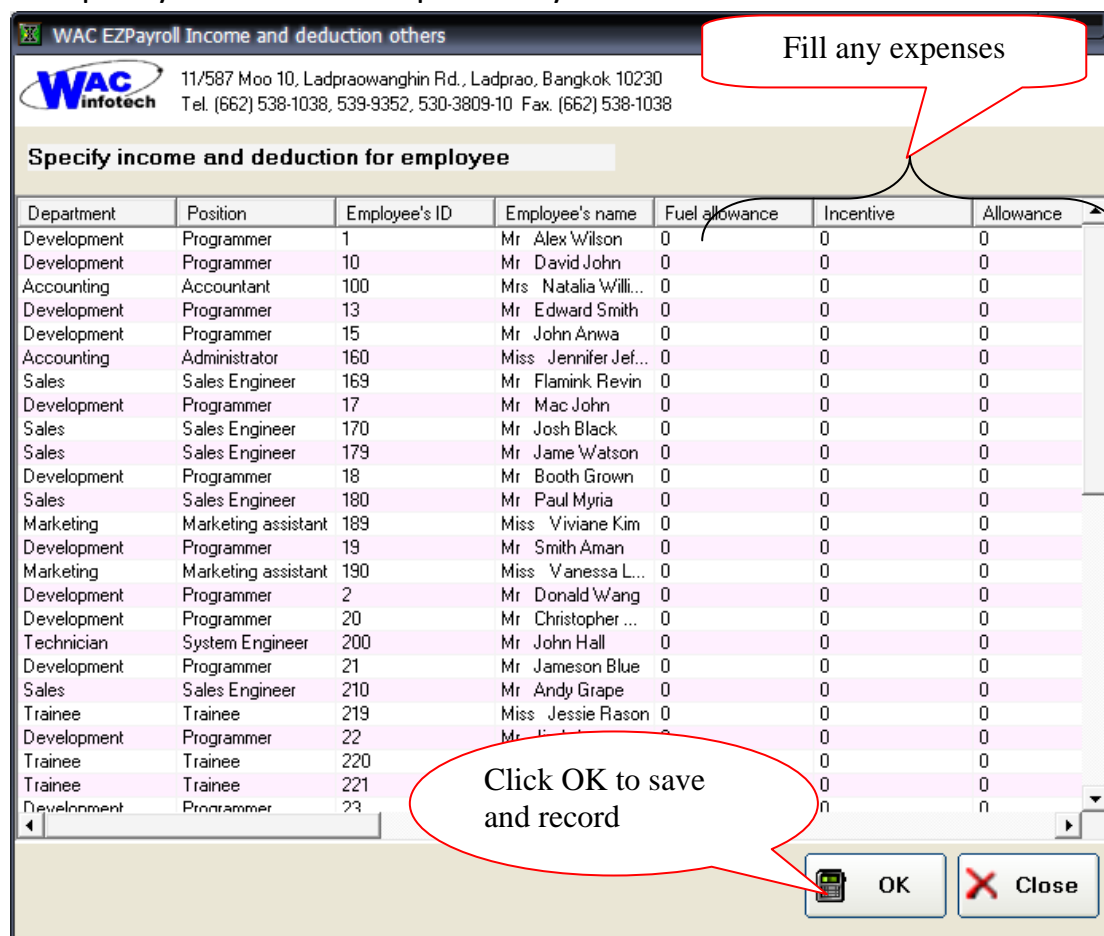 WAC EZPayroll Income and deduction others
Fill any expenses
WAC
infotech
11/587 Moo 10, Ladpraowanghin Rd., Ladprao, Bangkok 10230
Tel. (662) 538-1038, 539-9352, 530-3809-10 Fax. (662) 538-1038
Specify income and deduction for employee
Department Position Employee's ID Employee's name Fuel allowance Incentive Allowance
Development Programmer 1 Mr Alex Wilson 0 0 0
Development Programmer 10 Mr David John 0 0 0
Accounting Accountant 100 Mrs Natalia Willi... 0 0 0
Development Programmer 13 Mr Edward Smith 0 0 0
Development Programmer 15 Mr John Anwa 0 0 0
Accounting Administrator 160 Miss Jennifer Jef... 0 0 0
Sales Sales Engineer 169 Mr Flamink Revin 0 0 0
Development Programmer 17 Mr Mac John 0 0 0
Sales Sales Engineer 170 Mr Josh Black 0 0 0
Sales Sales Engineer 179 Mr Jame Watson 0 0 0
Development Programmer 18 Mr Booth Grown 0 0 0
Sales Sales Engineer 180 Mr Paul Myria 0 0 0
Marketing Marketing assistant 189 Miss Viviane Kim 0 0 0
Development Programmer 19 Mr Smith Aman 0 0 0
Marketing Marketing assistant 190 Miss Vanessa L... 0 0 0
Development Programmer 2 Mr Donald Wang 0 0 0
Development Programmer 20 Mr Christopher ... 0 0 0
Technician System Engineer 200 Mr John Hall 0 0 0
Development Programmer 21 Mr Jameson Blue 0 0 0
Sales Sales Engineer 210 Mr Andy Grape 0 0 0
Trainee Trainee 219 Miss Jessie Rason 0 0 0
Development Programmer 22 Mr 0 0
Trainee Trainee 220 0 0
Trainee Trainee 221 0 0
Development Programmer 23 0 0
Click OK to save
and record
OK Close